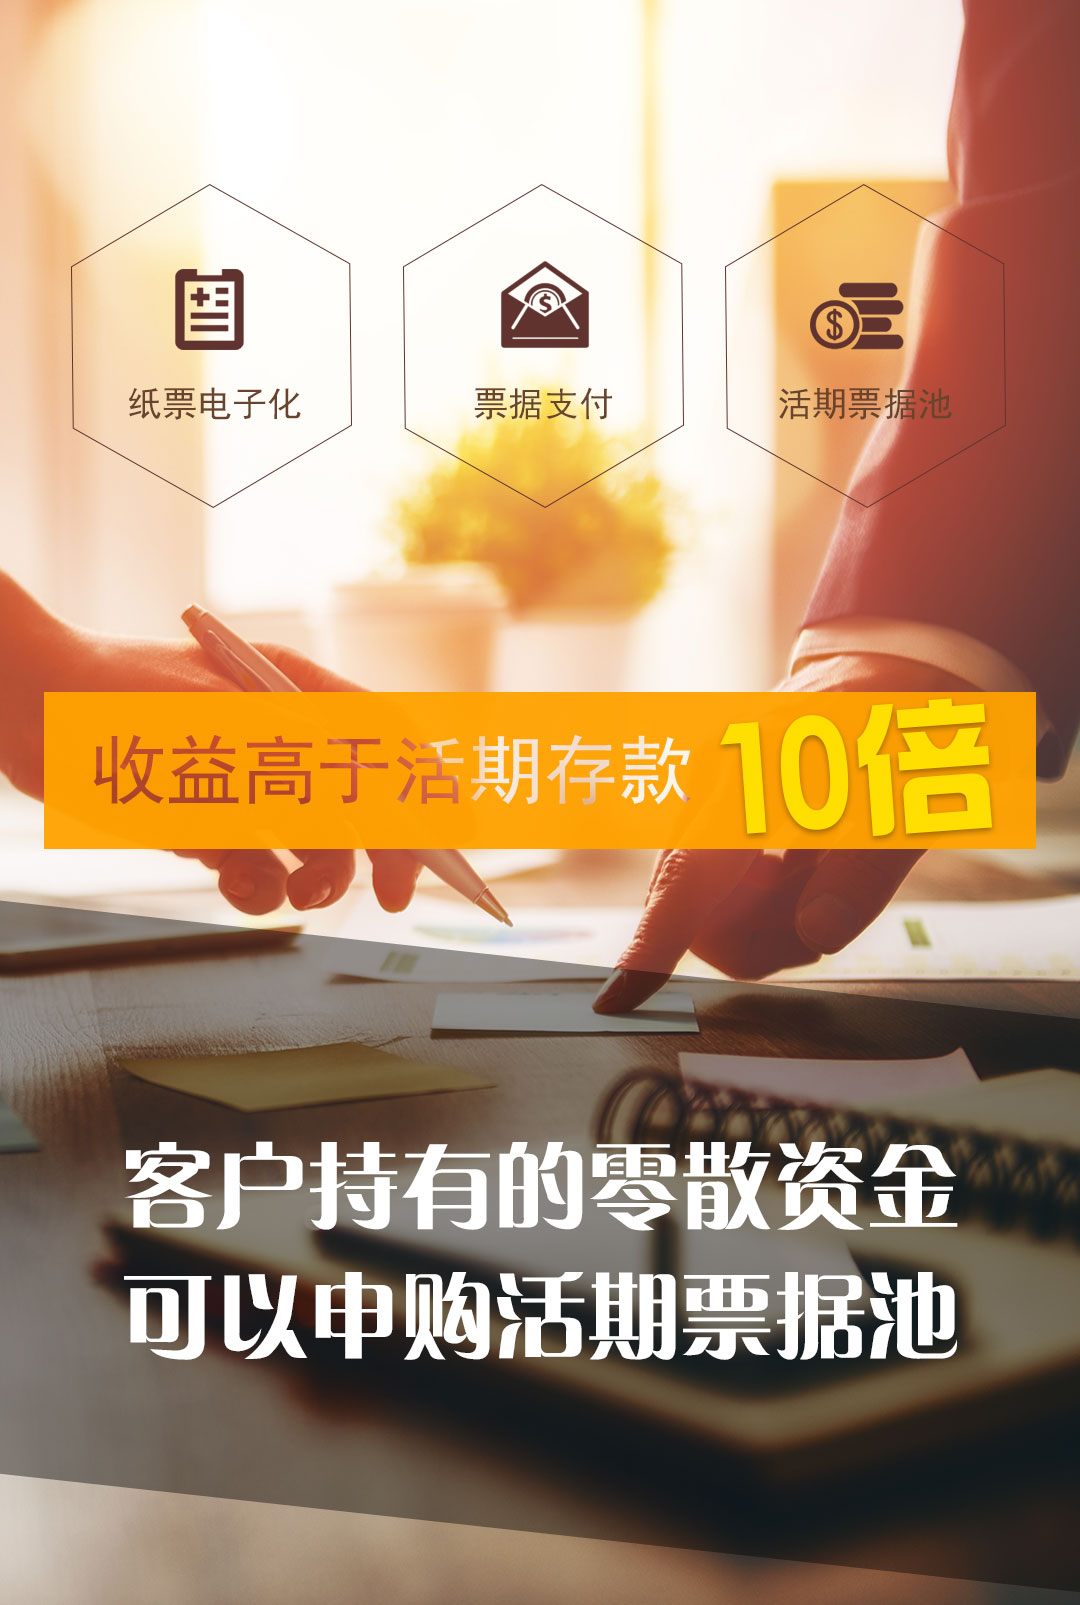 纸票电子化
票据支付
活期票据池
收益高于活期存款10倍
客户持有的零散资金
可以申购活期票据池